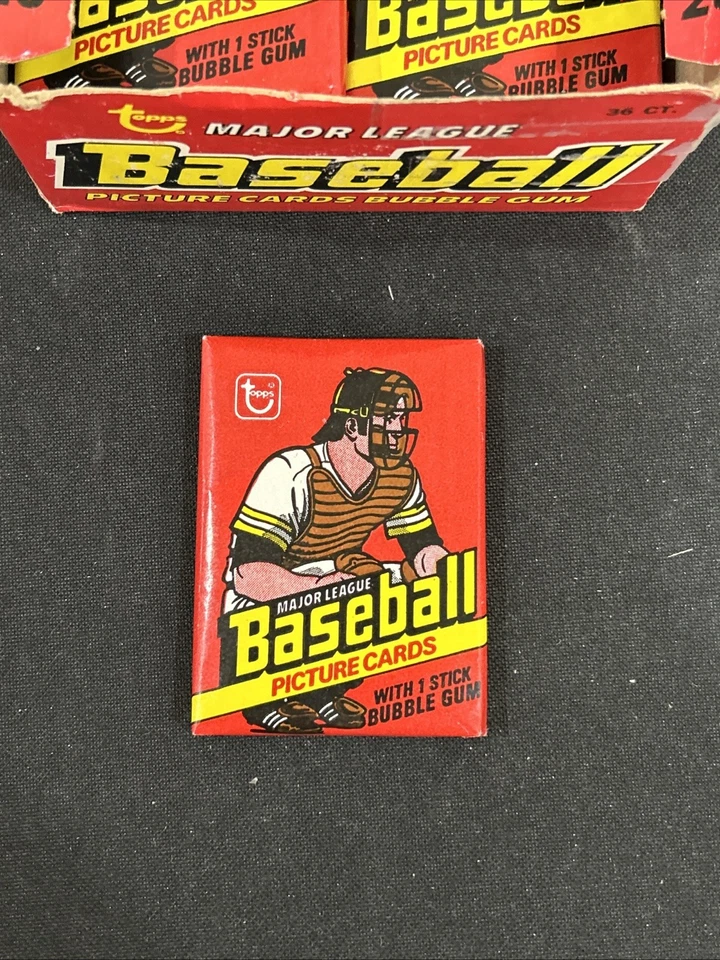 Baseball
PICTURE CARDS
WITH 1 STICK
BUBBLE GUM
Baseball
PICTURE CARDS
WITH 1 STICK
BUBBLE GUM
topps
36 CT.
MAJOR LEAGUE
Baseball
PICTURE CARDS BUBBLE GUM
topps
MAJOR LEAGUE
Baseball
PICTURE CARDS
WITH 1 STICK
BUBBLE GUM